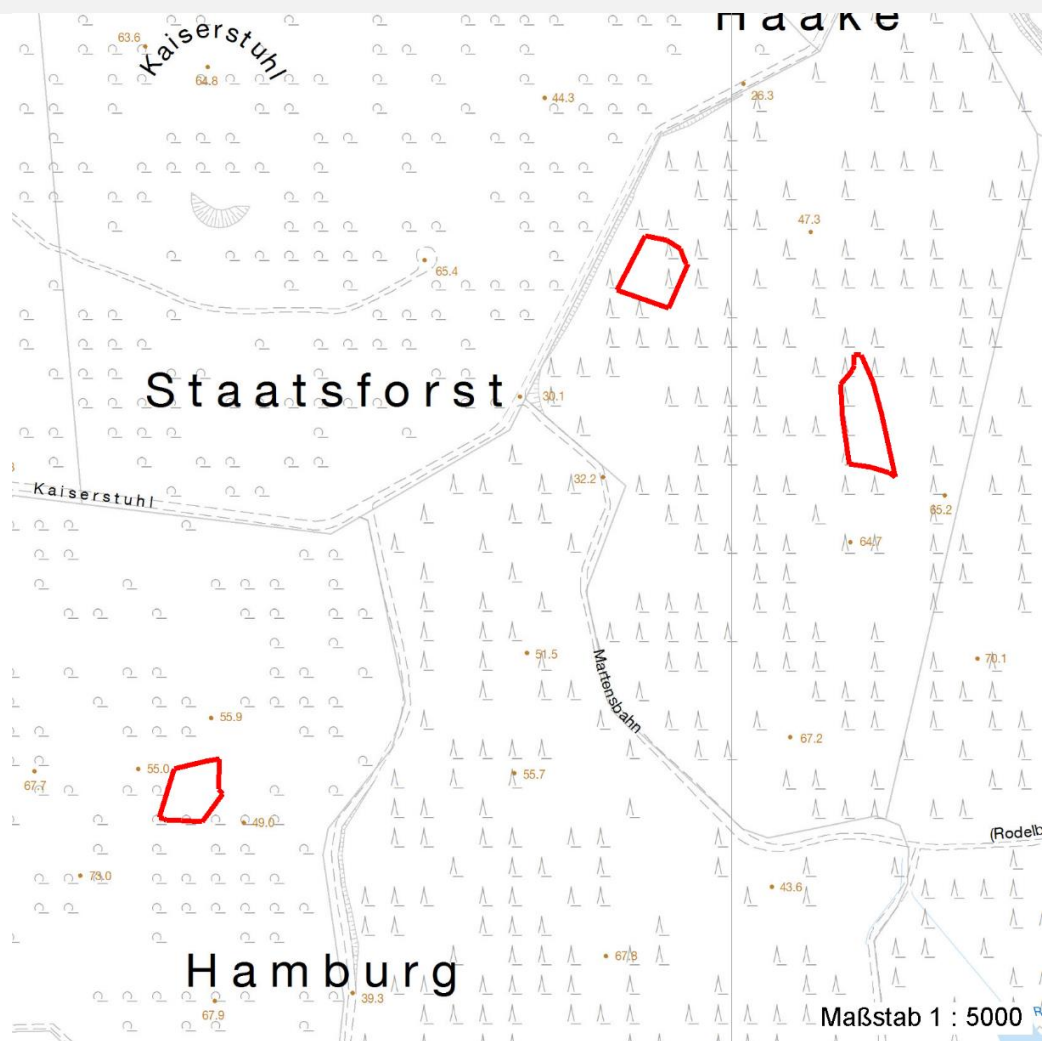 Haake
63.6
Kaiserstuhl
64.8
26.3
44.3
47.3
65.4
Staatsforst
30.1
32.2
Kaiserstuhl
65.2
64.7
51.5
Martensbahn
70.1
55.9
67.2
55.0
67.7
55.7
49.0
(Rodelb
73.0
43.6
67.8
Hamburg
39.3
67.9
Maßstab 1 : 5000